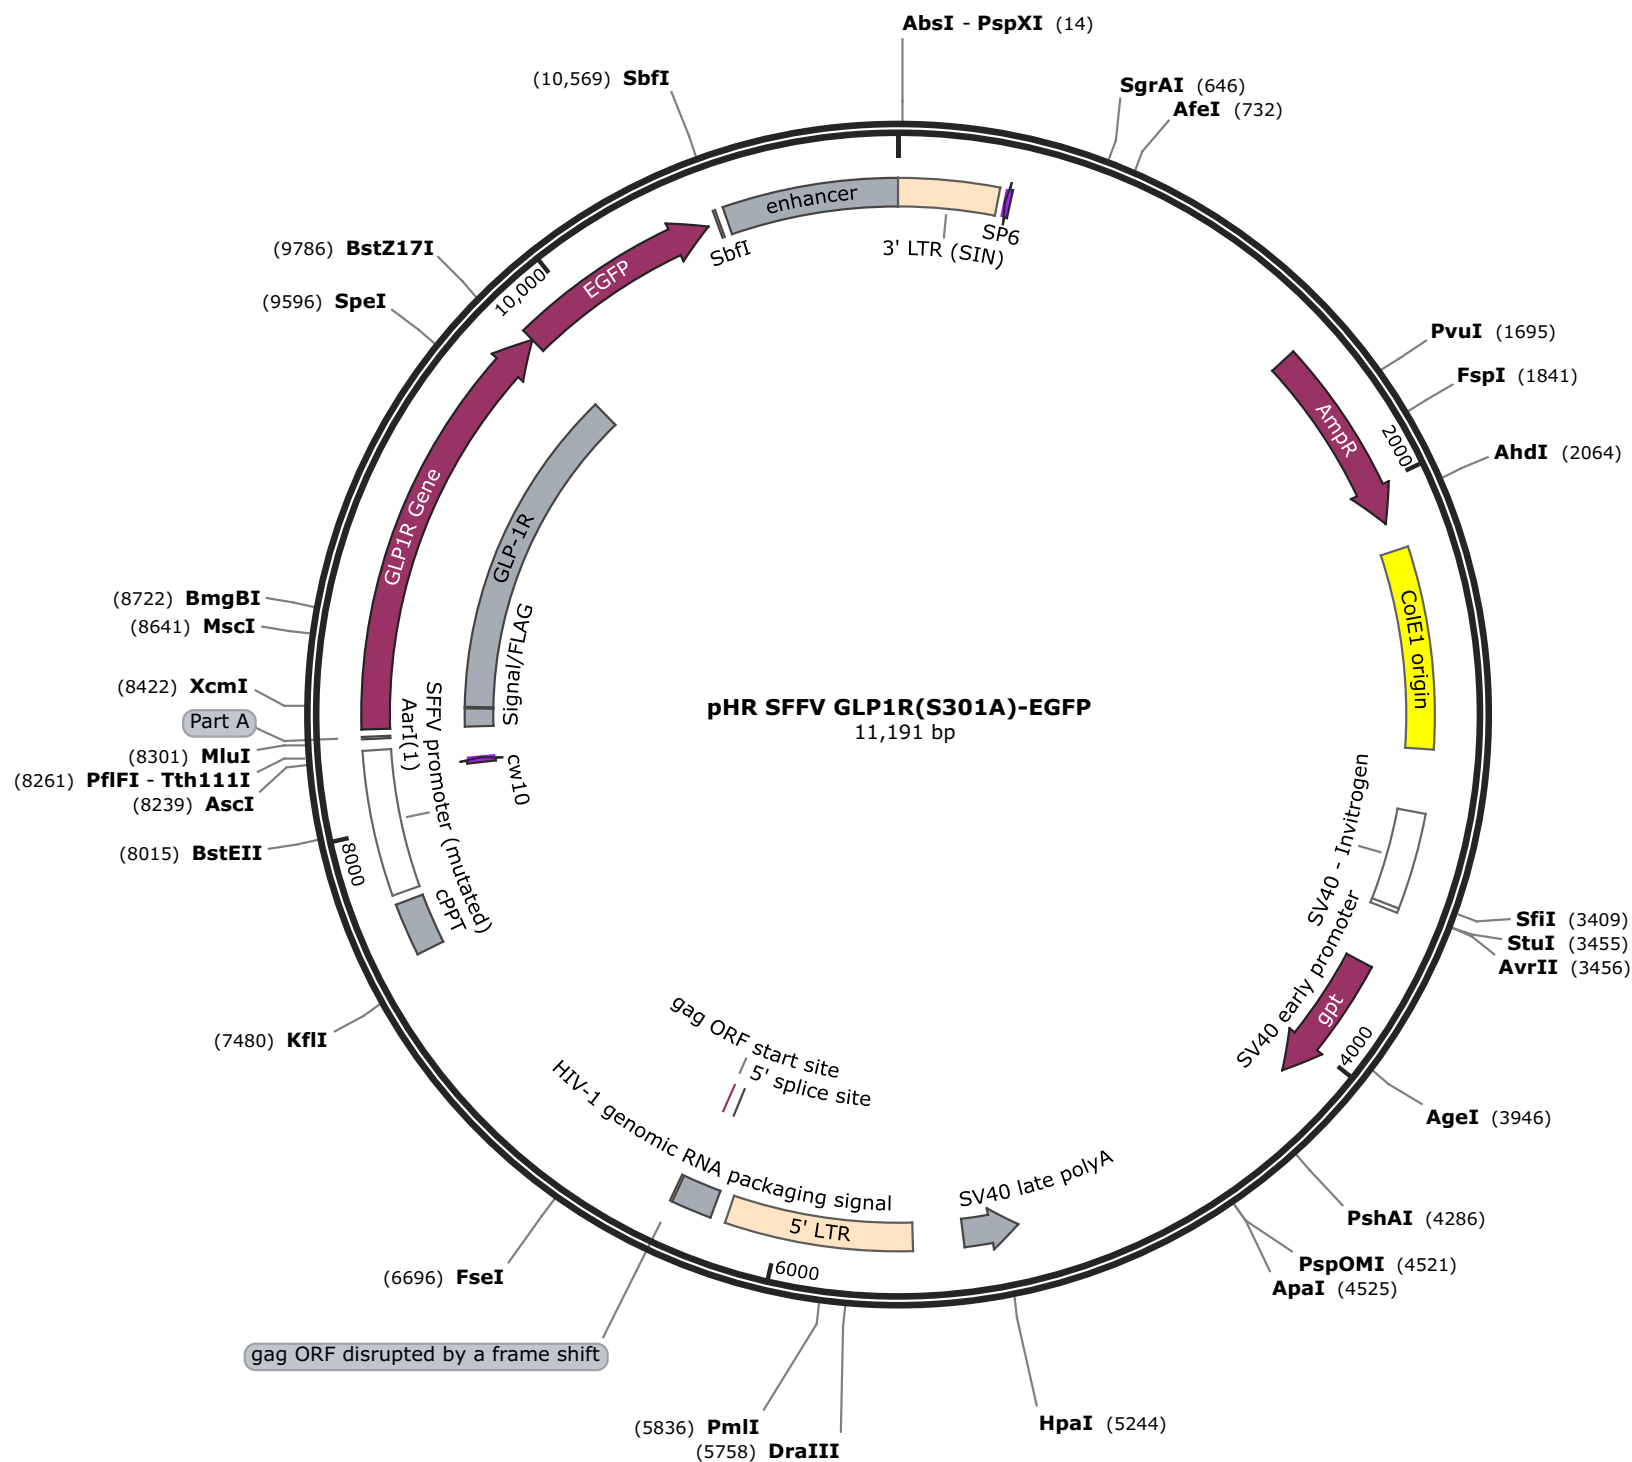 AbsI - PspXI (14)
(10,569) SbfI
SgrAI (646)
AfeI (732)
enhancer
SP6
3' LTR (SIN)
SbfI
EGFP
10,000
(9786) BstZ17I
(9596) SpeI
PvuI (1695)
FspI (1841)
AmpR
2000
AhdI (2064)
GLP1R Gene
GLP-1R
(8722) BmgBI
(8641) MscI
ColE1 origin
Signal/FLAG
(8422) XcmI
Part A
pHR SFFV GLP1R(S301A)-EGFP
11,191 bp
AarI(1)
SFFV promoter (mutated)
(8301) MluI
(8261) PflFI - Tth111I
(8239) AscI
cw10
(8015) BstEII
8000
cPPT
SV40 - Invitrogen
SV40 early promoter
SfiI (3409)
StuI (3455)
AvrII (3456)
gpt
4000
(7480) KflI
gag ORF start site
5' splice site
HIV-1 genomic RNA packaging signal
AgeI (3946)
SV40 late polyA
5' LTR
PshAI (4286)
6000
PspOMI (4521)
ApaI (4525)
(6696) FseI
gag ORF disrupted by a frame shift
HpaI (5244)
(5836) PmlI
(5758) DraIII